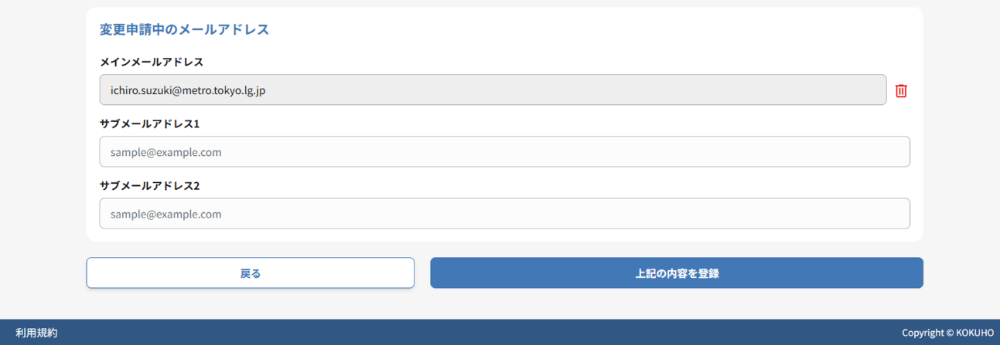 変更申請中のメールアドレス
メインメールアドレス
ichiro.suzuki@metro.tokyo.lg.jp
サブメールアドレス1
sample@example.com
サブメールアドレス2
sample@example.com
戻る
上記の内容を登録
利用規約
Copyright © KOKUHO